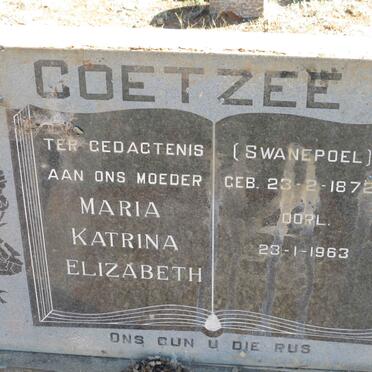 COETZEE
TER GEDACTENIS
AAN ONS MOEDER
MARIA
KATRINA
ELIZABETH
(SWANEPOEL)
GEB. 23-2-1872
OORL.
23-1-1963
ONS GUN U DIE RUS